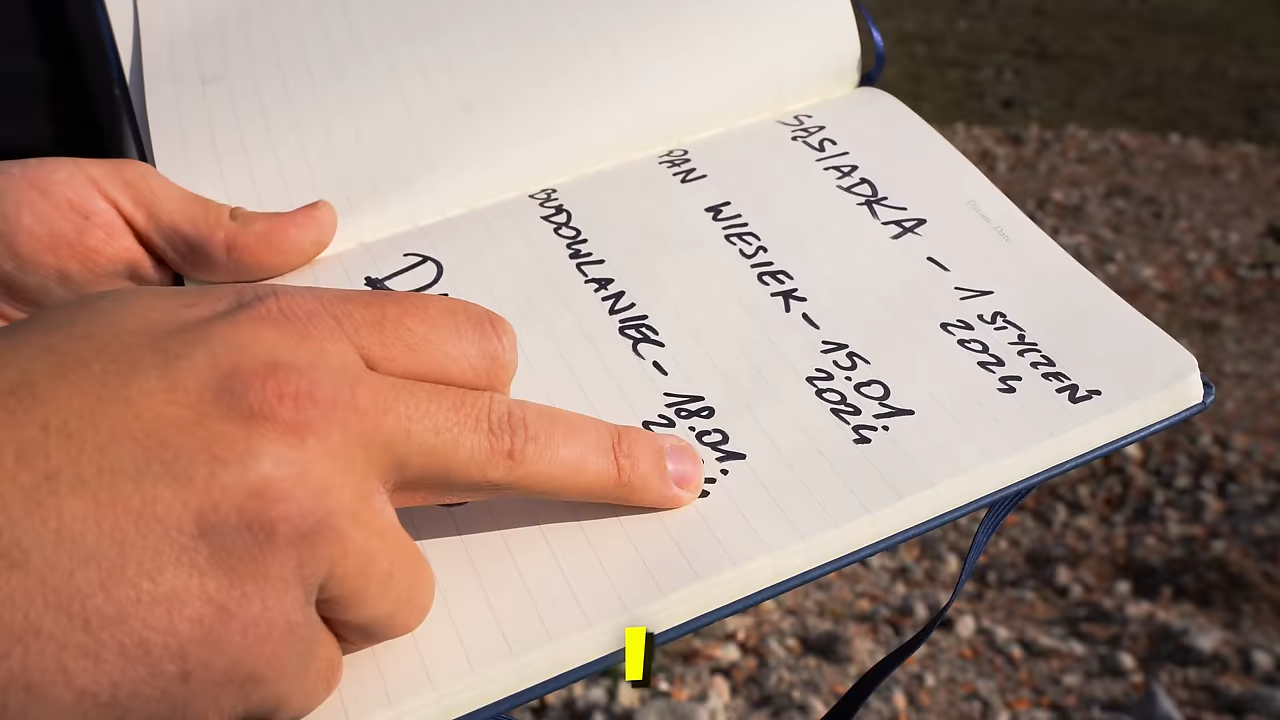 SĄSIADKA - 1 STYCZEŃ
2024
PAN WIESIEK - 15.01
2024
BUDOWLANIEC - 18.01.